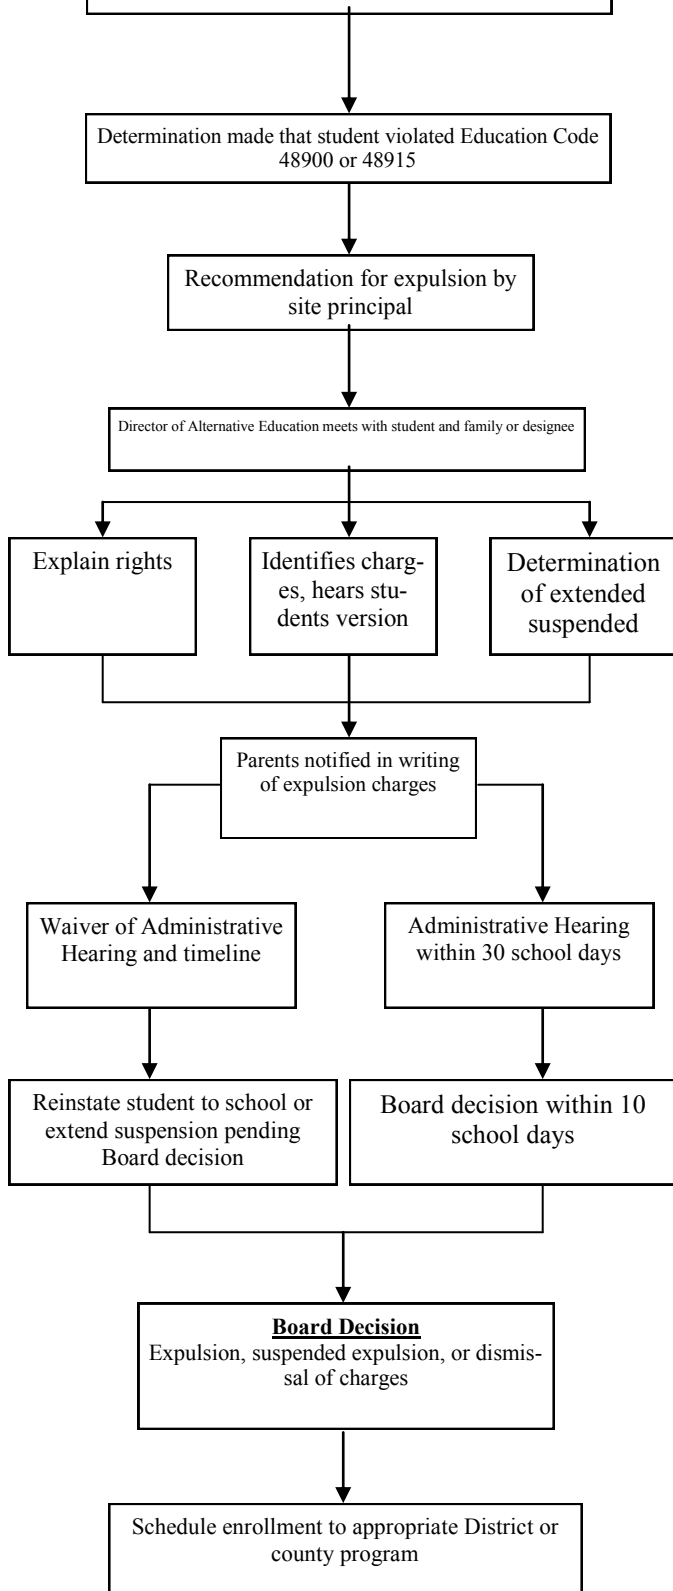 Determination made that student violated Education Code
48900 or 48915
Recommendation for expulsion by
site principal
Director of Alternative Education meets with student and family or designee
Explain rights
Identifies charg-
es, hears stu-
dents version
Determination
of extended
suspended
Parents notified in writing
of expulsion charges
Waiver of Administrative
Hearing and timeline
Administrative Hearing
within 30 school days
Reinstate student to school or
extend suspension pending
Board decision
Board decision within 10
school days
Board Decision
Expulsion, suspended expulsion, or dismis-
sal of charges
Schedule enrollment to appropriate District or
county program